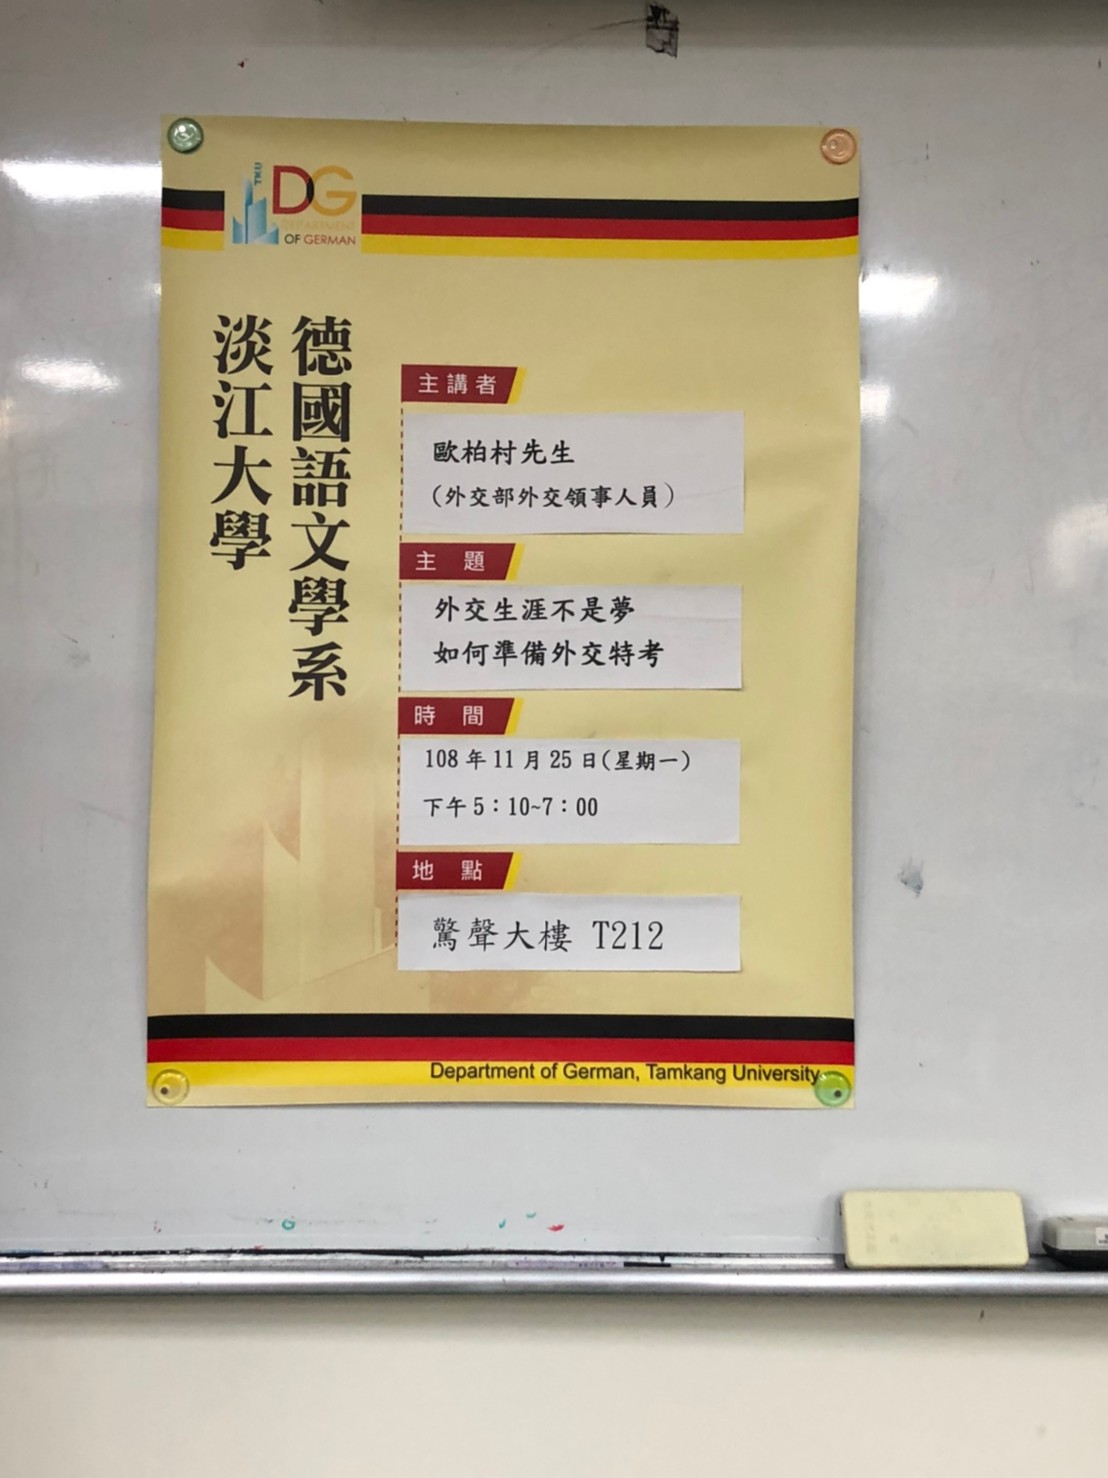 TKU
DG
DEPARTMENT
OF GERMAN
淡江大學
德國語文學系
主講者
歐柏村先生
(外交部外交領事人員)
主 題
外交生涯不是夢
如何準備外交特考
時 間
108年11月25日(星期一)
下午5:10~7:00
地 點
驚聲大樓 T212
Department of German, Tamkang University